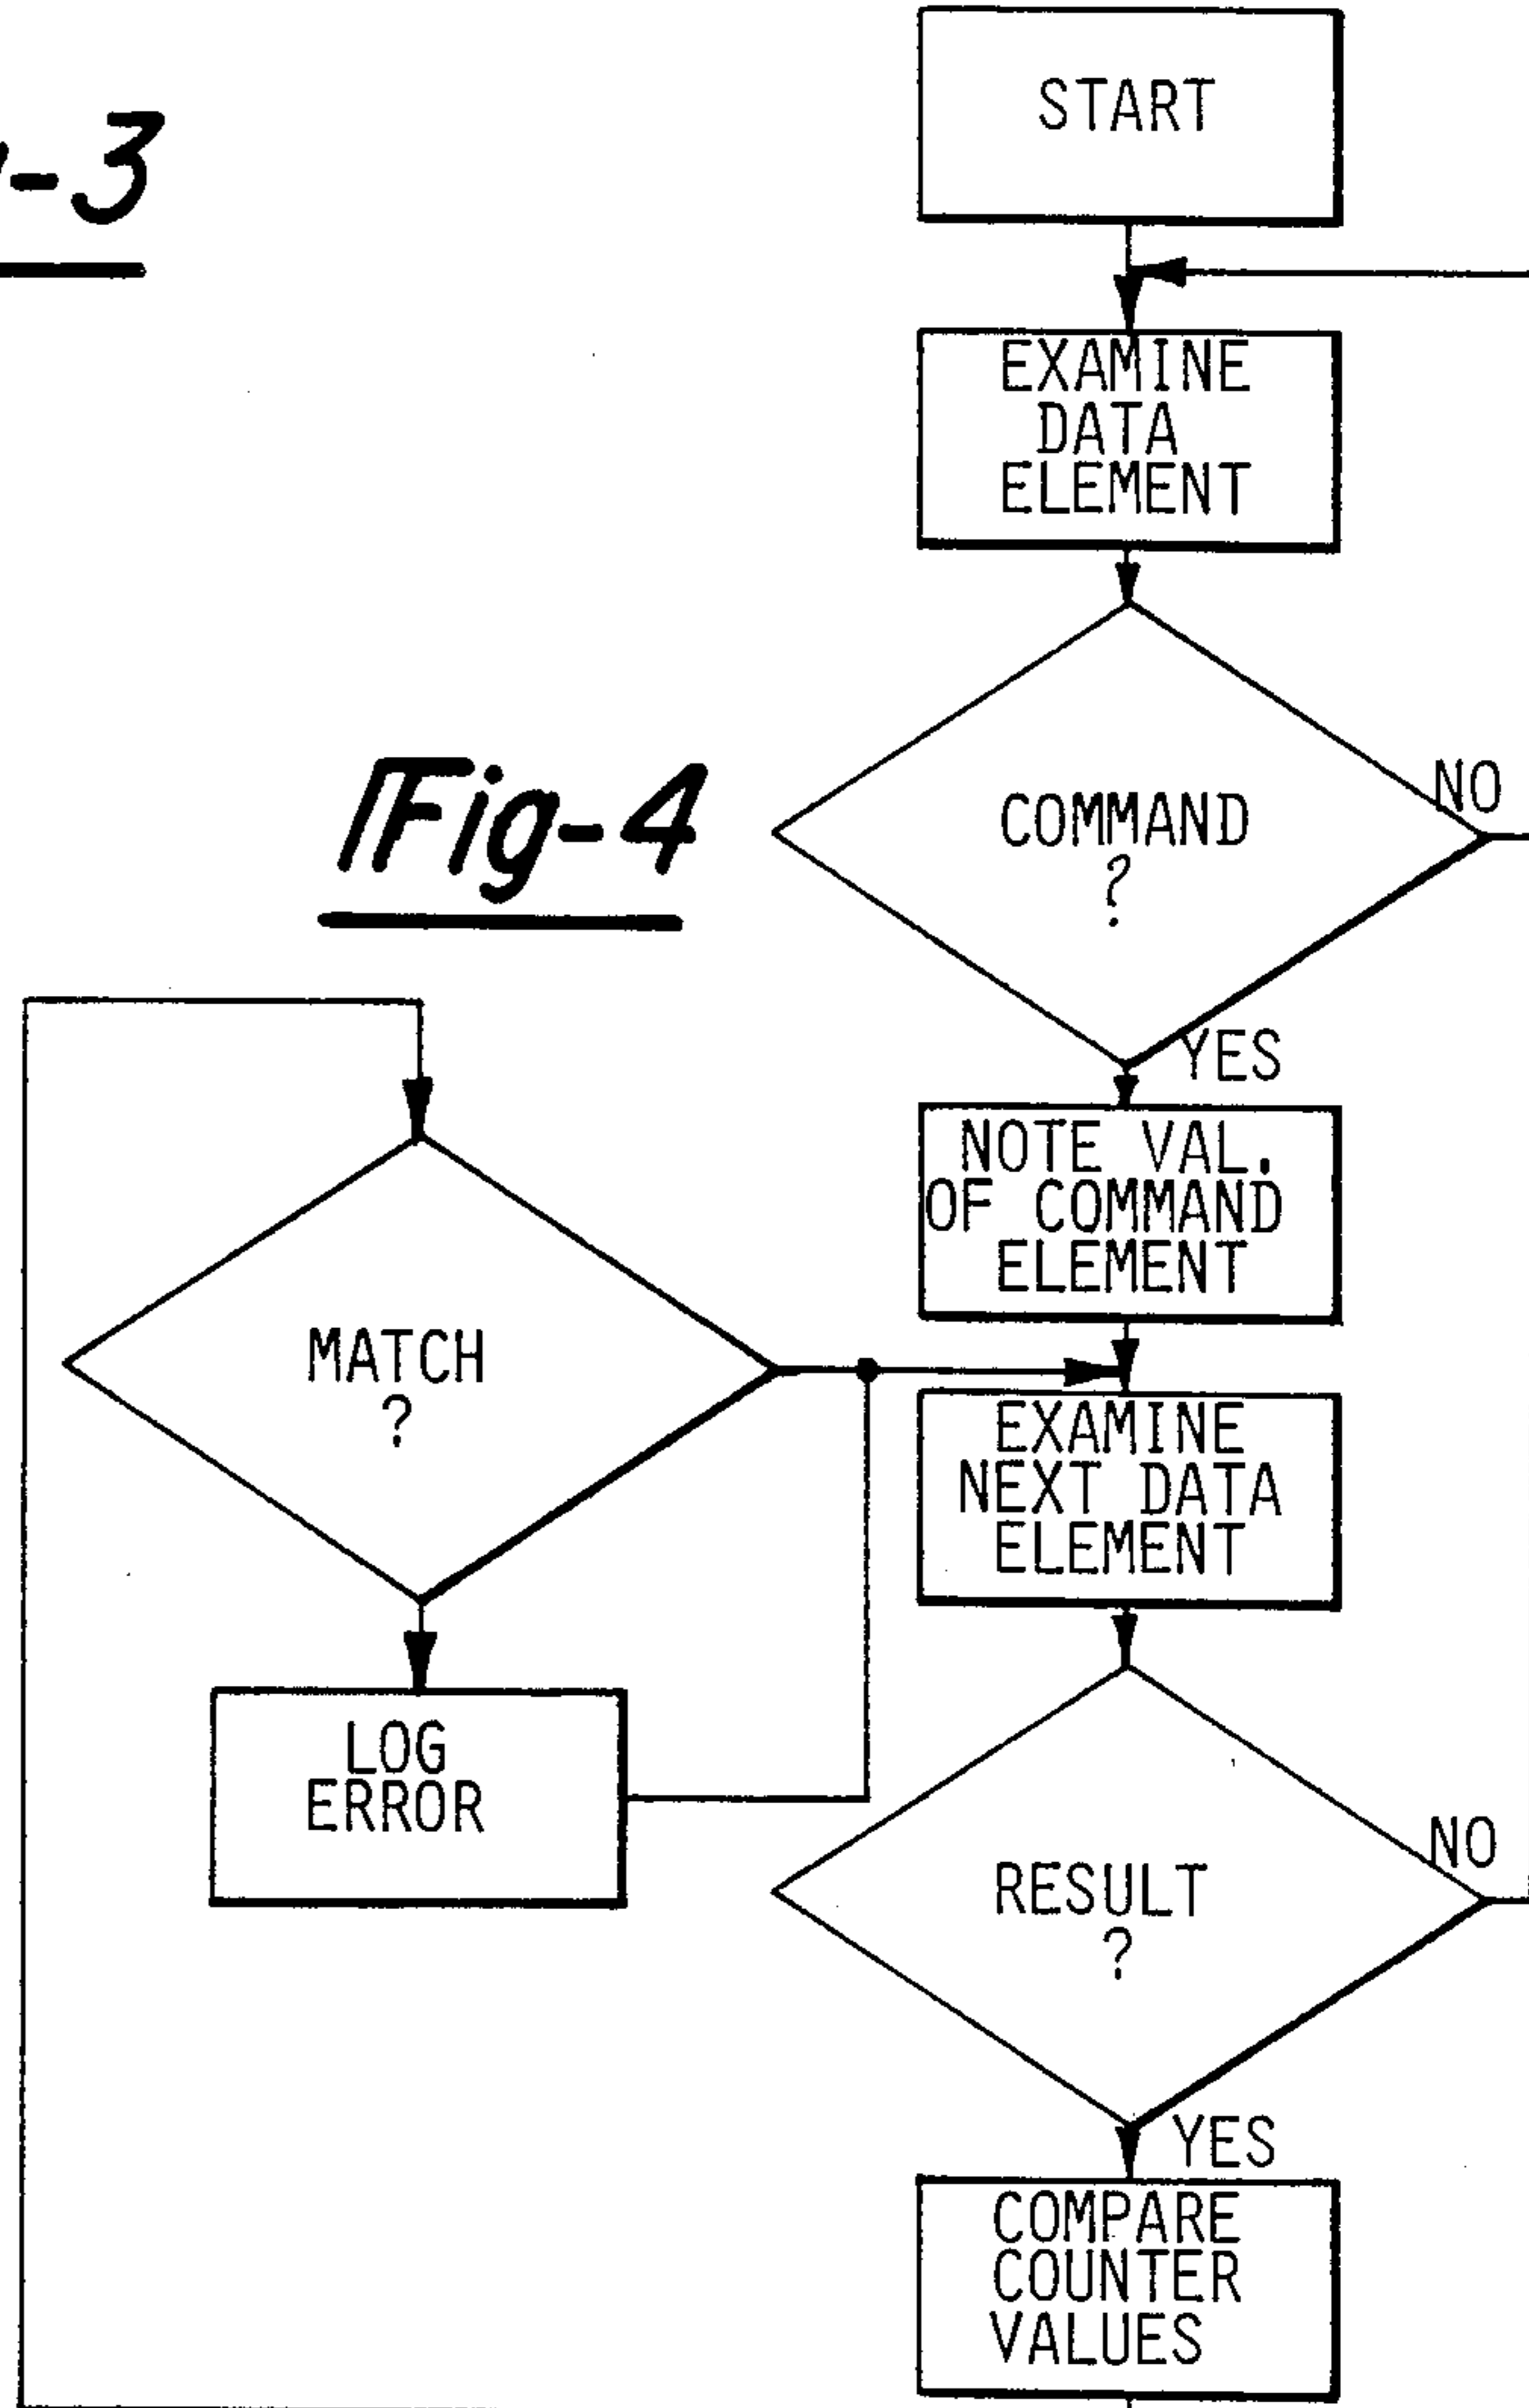 -3
START
EXAMINE
DATA
ELEMENT
COMMAND
?
NO
Fig-4
YES
NOTE VAL.
OF COMMAND
ELEMENT
MATCH
?
EXAMINE
NEXT DATA
ELEMENT
LOG
ERROR
RESULT
?
NO
YES
COMPARE
COUNTER
VALUES